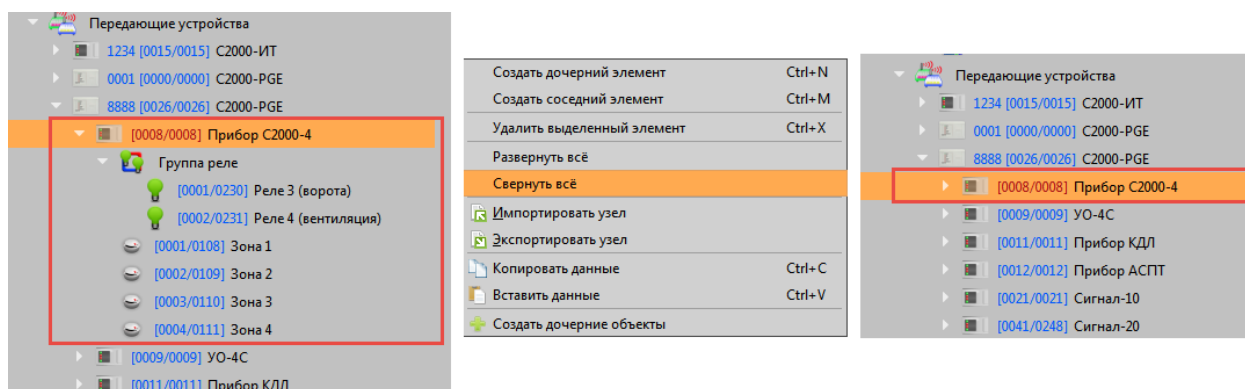 Передающие устройства
1234 [0015/0015] С2000-ИТ
0001 [0000/0000] С2000-PGE
8888 [0026/0026] С2000-PGE
[0008/0008] Прибор С2000-4
Группа реле
[0001/0230] Реле 3 (ворота)
[0002/0231] Реле 4 (вентиляция)
[0001/0108] Зона 1
[0002/0109] Зона 2
[0003/0110] Зона 3
[0004/0111] Зона 4
[0009/0009] УО-4С
[0011/0011] Прибор КДЛ
Создать дочерний элемент Ctrl+N
Создать соседний элемент Ctrl+M
Удалить выделенный элемент Ctrl+X
Развернуть всё
Свернуть всё
Импортировать узел
Экспортировать узел
Копировать данные Ctrl+C
Вставить данные Ctrl+V
Создать дочерние объекты
Передающие устройства
1234 [0015/0015] С2000-ИТ
0001 [0000/0000] С2000-PGE
8888 [0026/0026] С2000-PGE
[0008/0008] Прибор С2000-4
[0009/0009] УО-4С
[0011/0011] Прибор КДЛ
[0012/0012] Прибор АСПТ
[0021/0021] Сигнал-10
[0041/0248] Сигнал-20